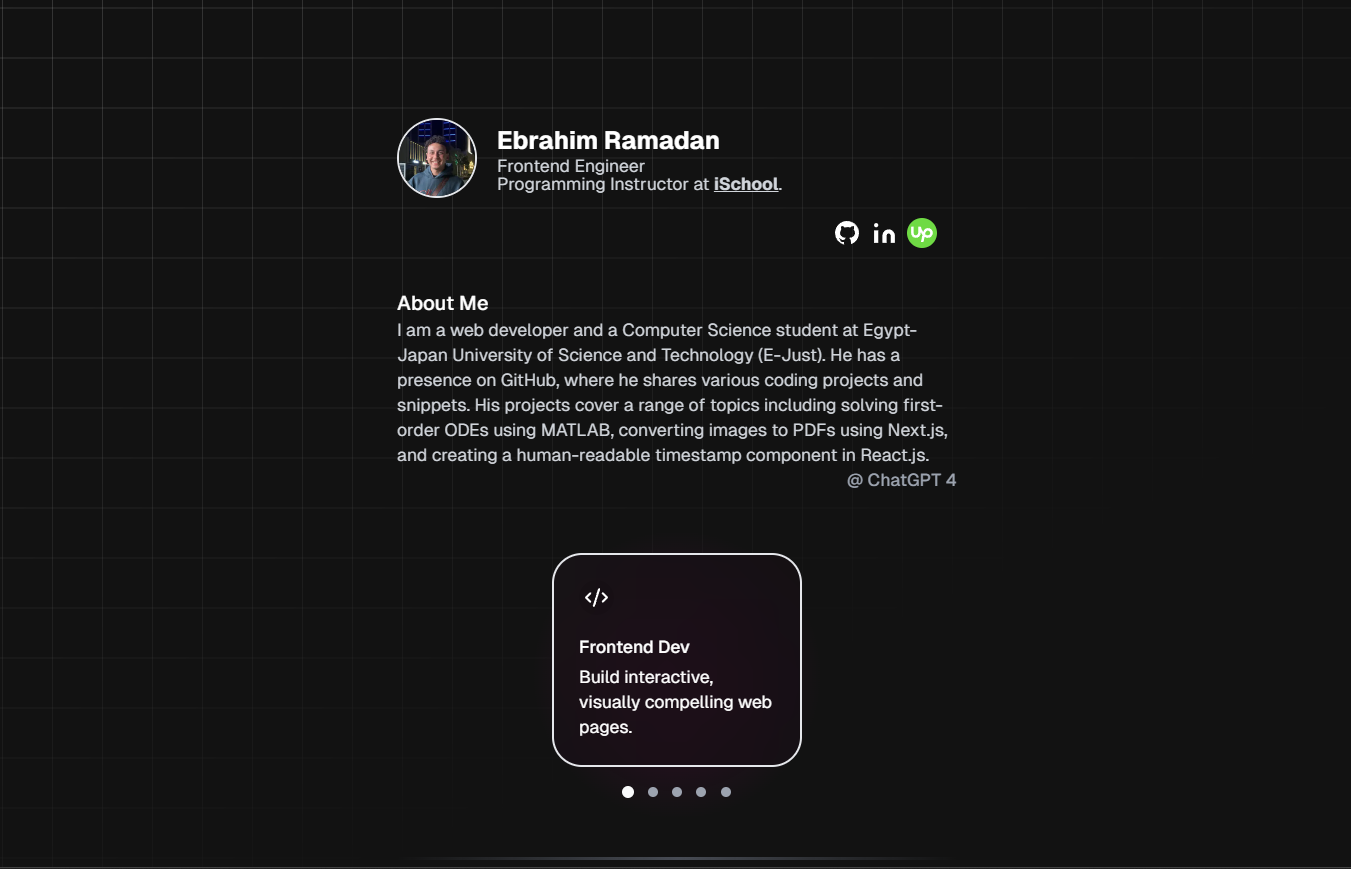 Ebrahim Ramadan
Frontend Engineer
Programming Instructor at iSchool.
in Up
About Me
I am a web developer and a Computer Science student at Egypt-
Japan University of Science and Technology (E-Just). He has a
presence on GitHub, where he shares various coding projects and
snippets. His projects cover a range of topics including solving first-
order ODEs using MATLAB, converting images to PDFs using Next.js,
and creating a human-readable timestamp component in React.js.
@ ChatGPT 4
</>
Frontend Dev
Build interactive,
visually compelling web
pages.